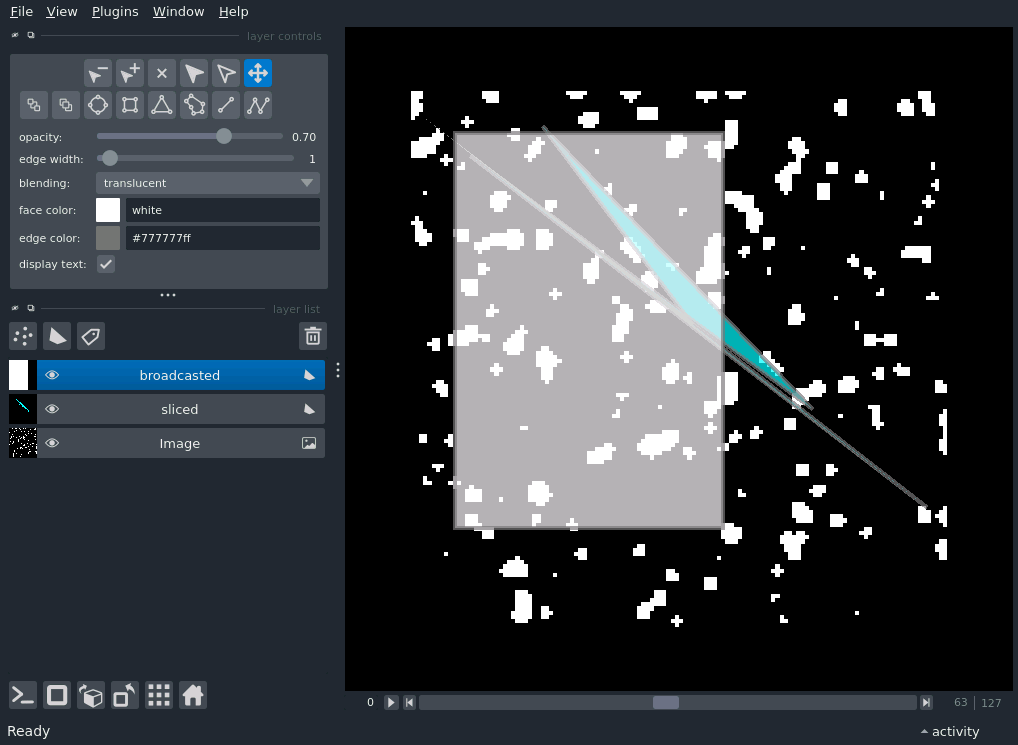 File View Plugins Window Help
layer controls
opacity: 0.70
edge width: 1
blending: translucent
face color: white
edge color: #777777ff
display text:
layer list
broadcasted
sliced
Image
0 63 | 127
Ready activity